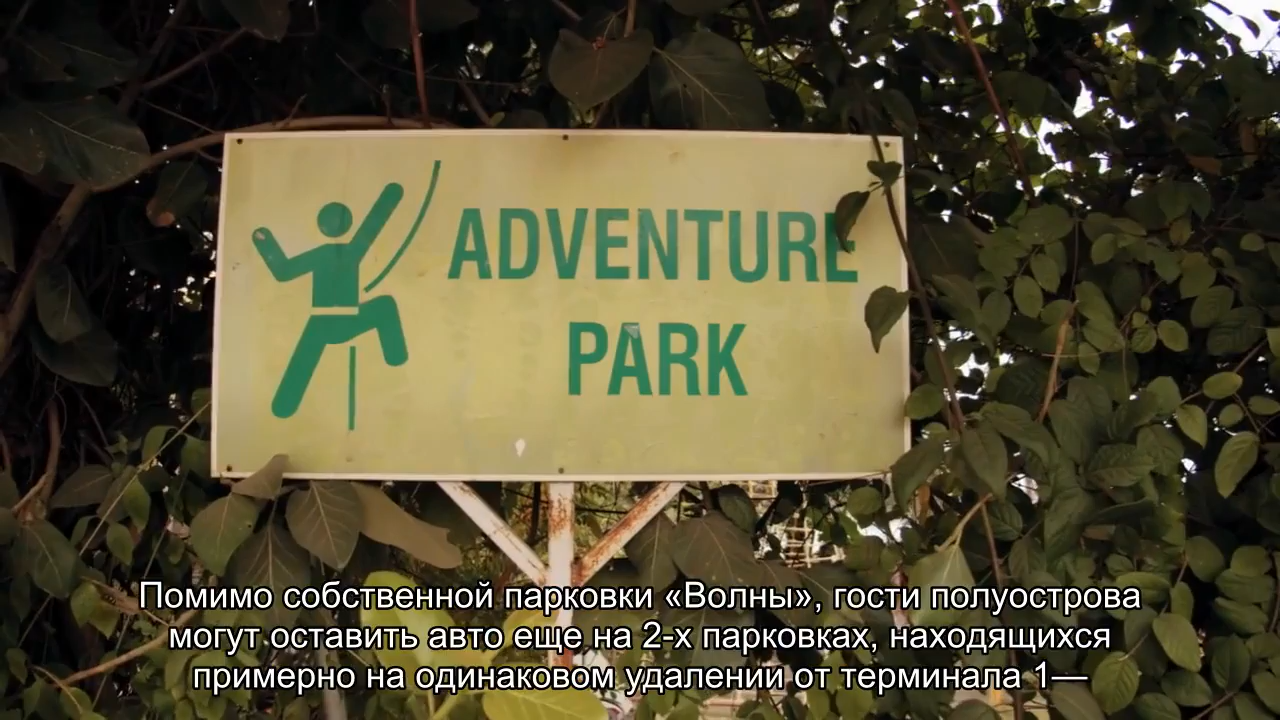 ADVENTURE
PARK
Помимо собственной парковки «Волны», гости полуострова
могут оставить авто еще на 2-х парковках, находящихся
примерно на одинаковом удалении от терминала 1—